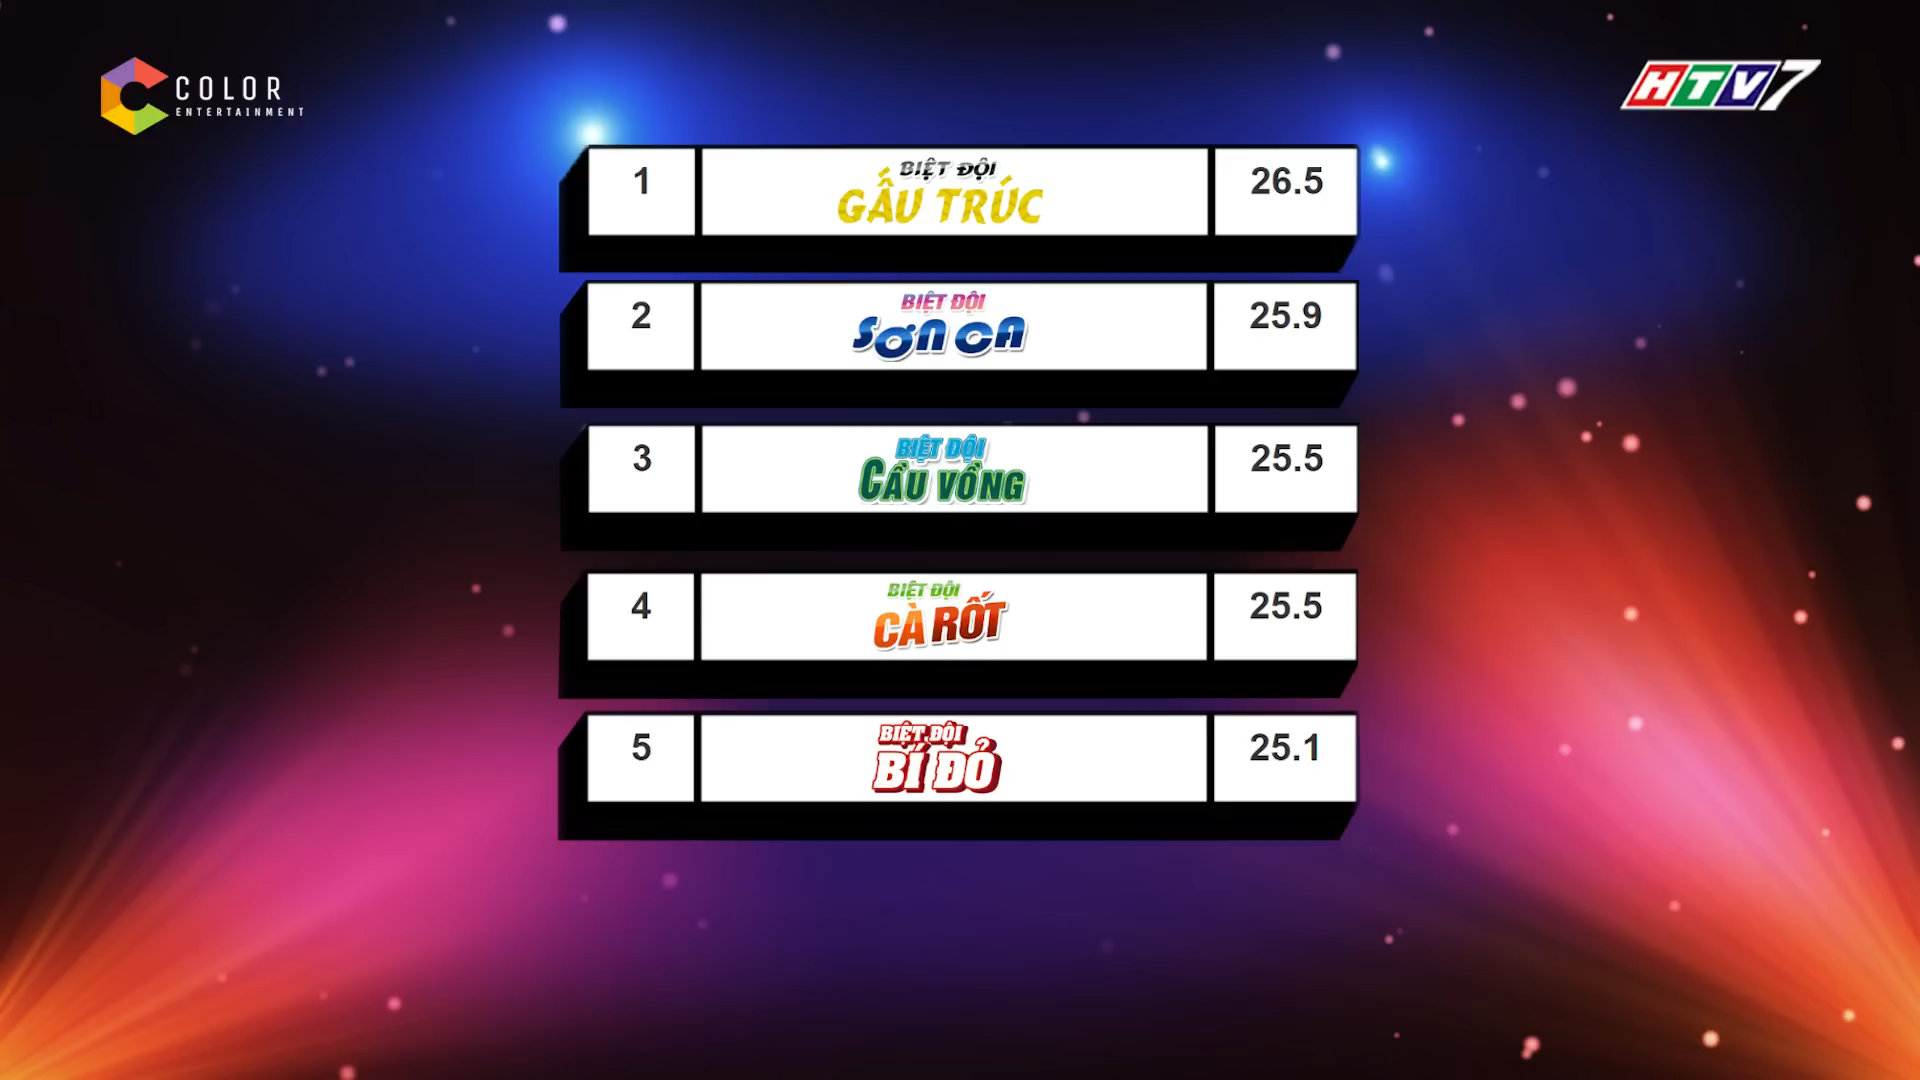 COLOR
ENTERTAINMENT
HTV7
1
BIỆT ĐỘI
GẤU TRÚC
26.5
2
BIỆT ĐỘI
SƠN CA
25.9
3
BIỆT ĐỘI
CẦU VỒNG
25.5
4
BIỆT ĐỘI
CÀ RỐT
25.5
5
BIỆT ĐỘI
BÍ ĐỎ
25.1